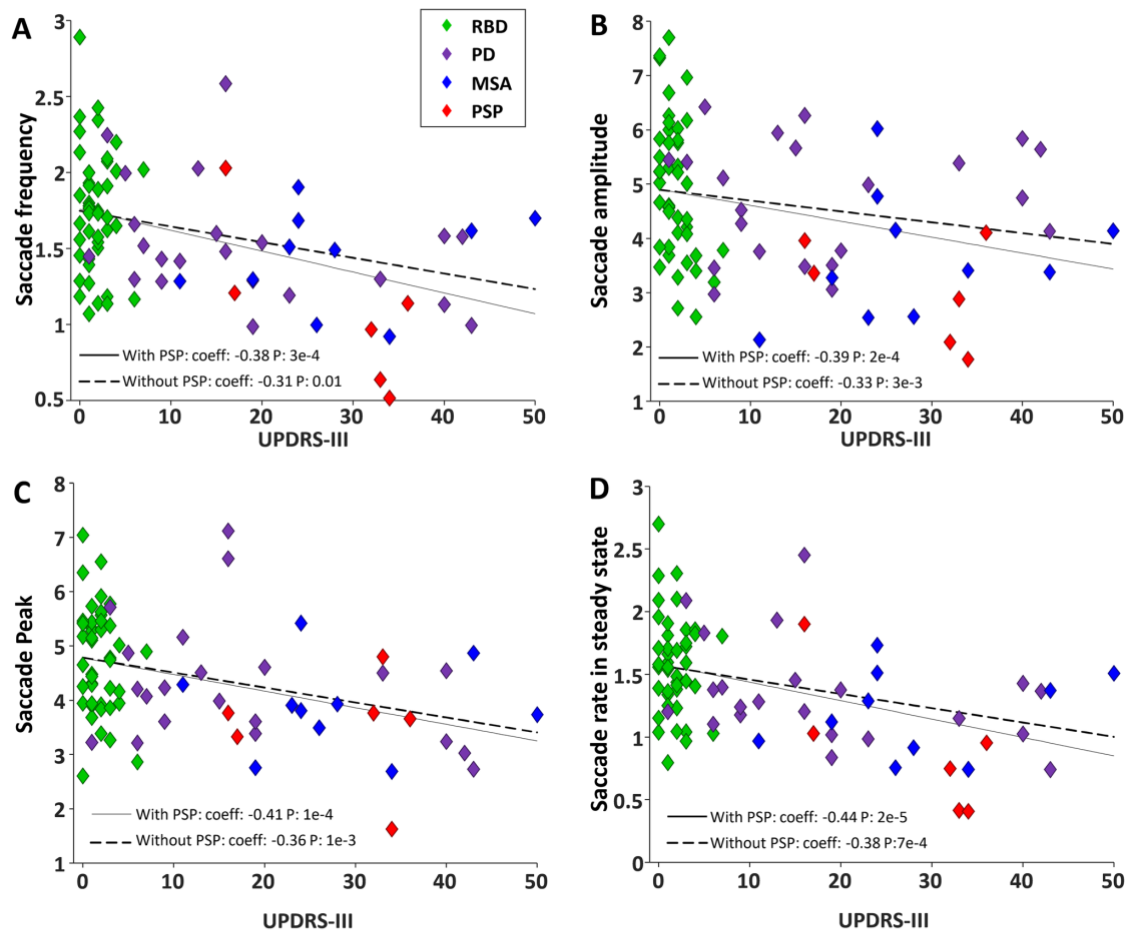 A
Saccade frequency
3
2.5
2
1.5
1
0.5
RBD
PD
MSA
PSP
With PSP: coeff: -0.38 P: 3e-4
Without PSP: coeff: -0.31 P: 0.01
10 20 30 40 50
UPDRS-III
B
Saccade amplitude
8
7
6
5
4
3
2
1
With PSP: coeff: -0.39 P: 2e-4
Without PSP: coeff: -0.33 P: 3e-3
0 10 20 30 40 50
UPDRS-III
C
Saccade Peak
8
7
6
5
4
3
2
1
With PSP: coeff: -0.41 P: 1e-4
Without PSP: coeff: -0.36 P: 1e-3
0 10 20 30 40 50
UPDRS-III
D
Saccade rate in steady state
3
2.5
2
1.5
1
0.5
0
With PSP: coeff: -0.44 P: 2e-5
Without PSP: coeff: -0.38 P:7e-4
0 10 20 30 40 50
UPDRS-III